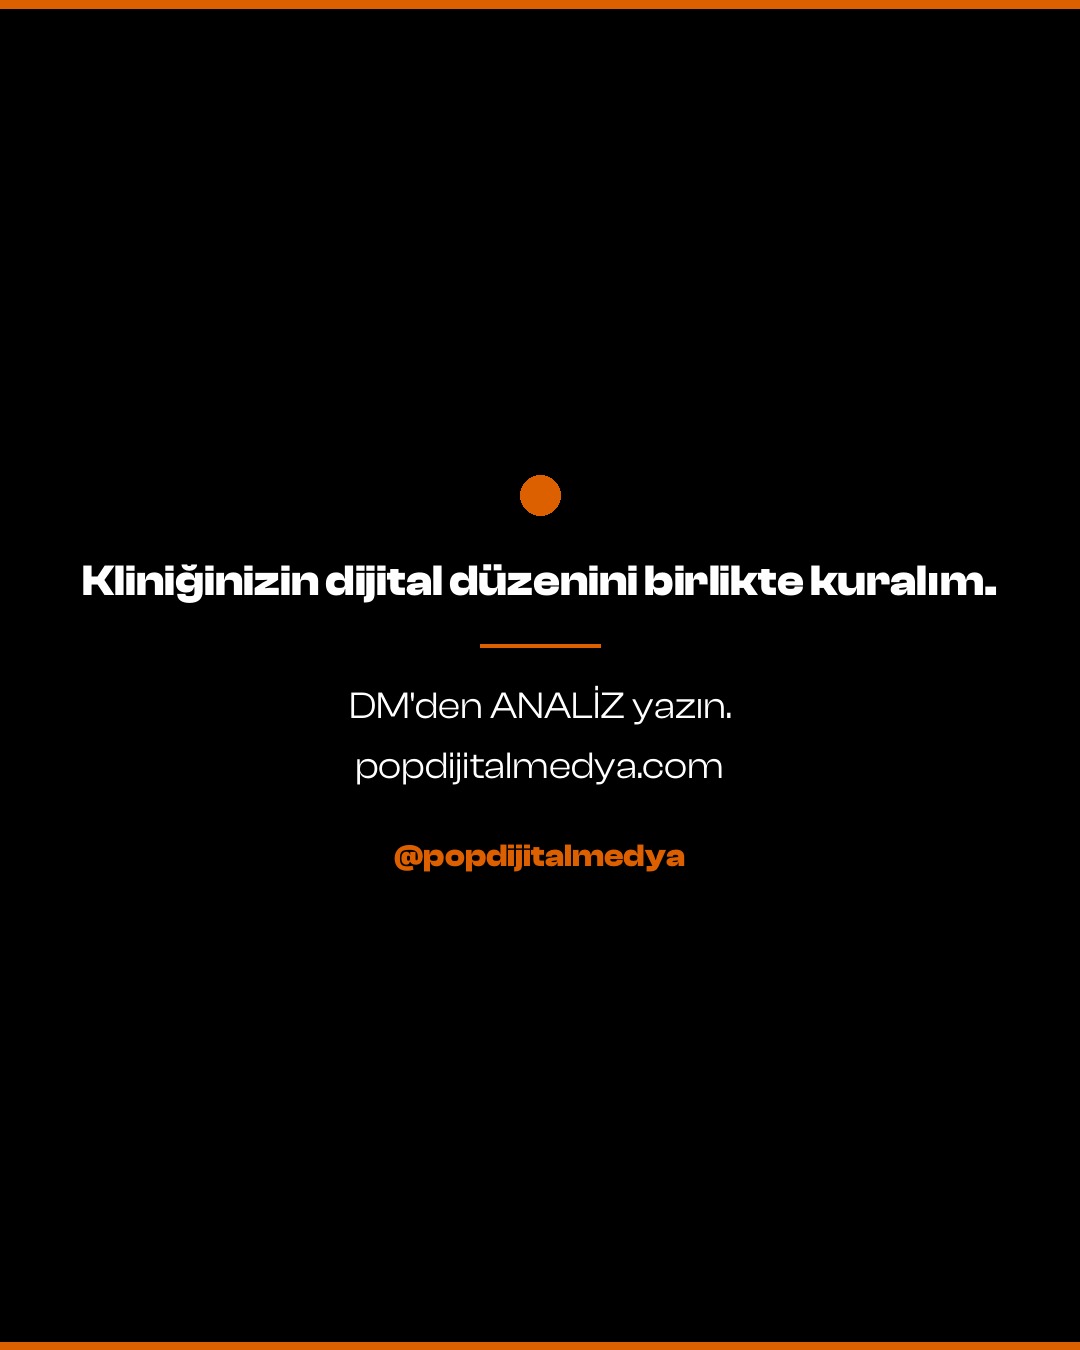 Kliniğinizin dijital düzenini birlikte kuralım.
DM'den ANALİZ yazın.
popdijitalmedya.com
@popdijitalmedya